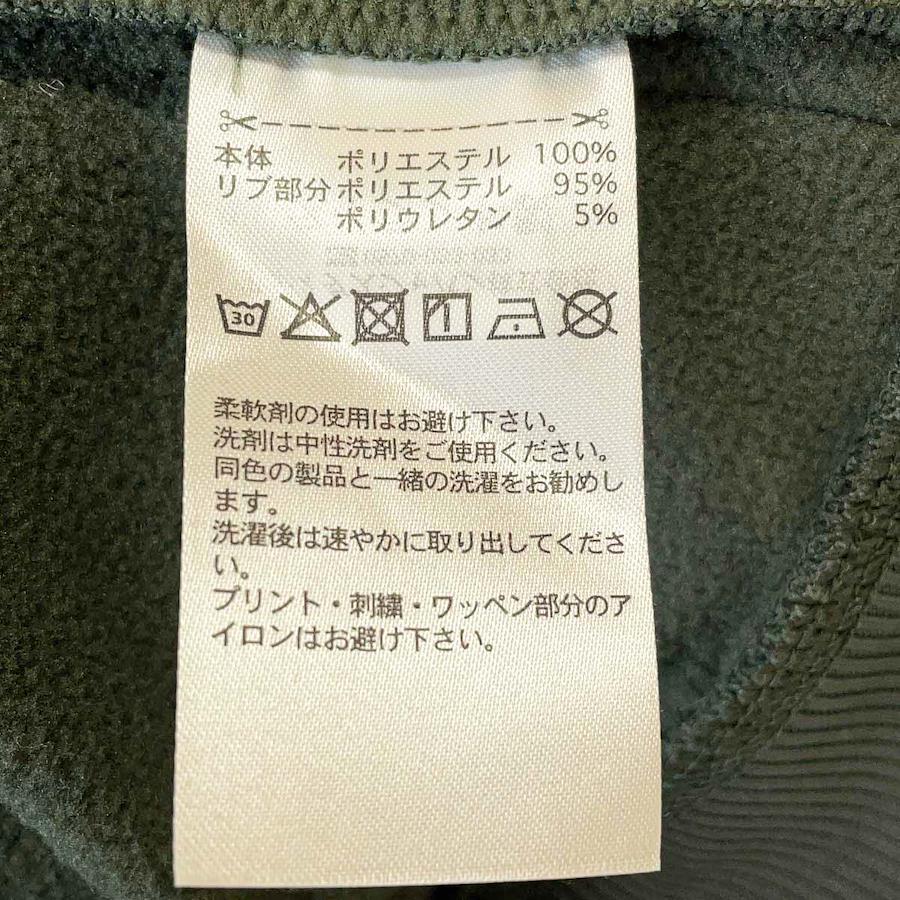 本体 ポリエステル 100%
リブ部分 ポリエステル 95%
ポリウレタン 5%
30
柔軟剤の使用はお避け下さい。
洗剤は中性洗剤をご使用ください。
同色の製品と一緒の洗濯をお勧めし
ます。
洗濯後は速やかに取り出してくださ
い。
プリント・刺繍・ワッペン部分のア
イロンはお避け下さい。